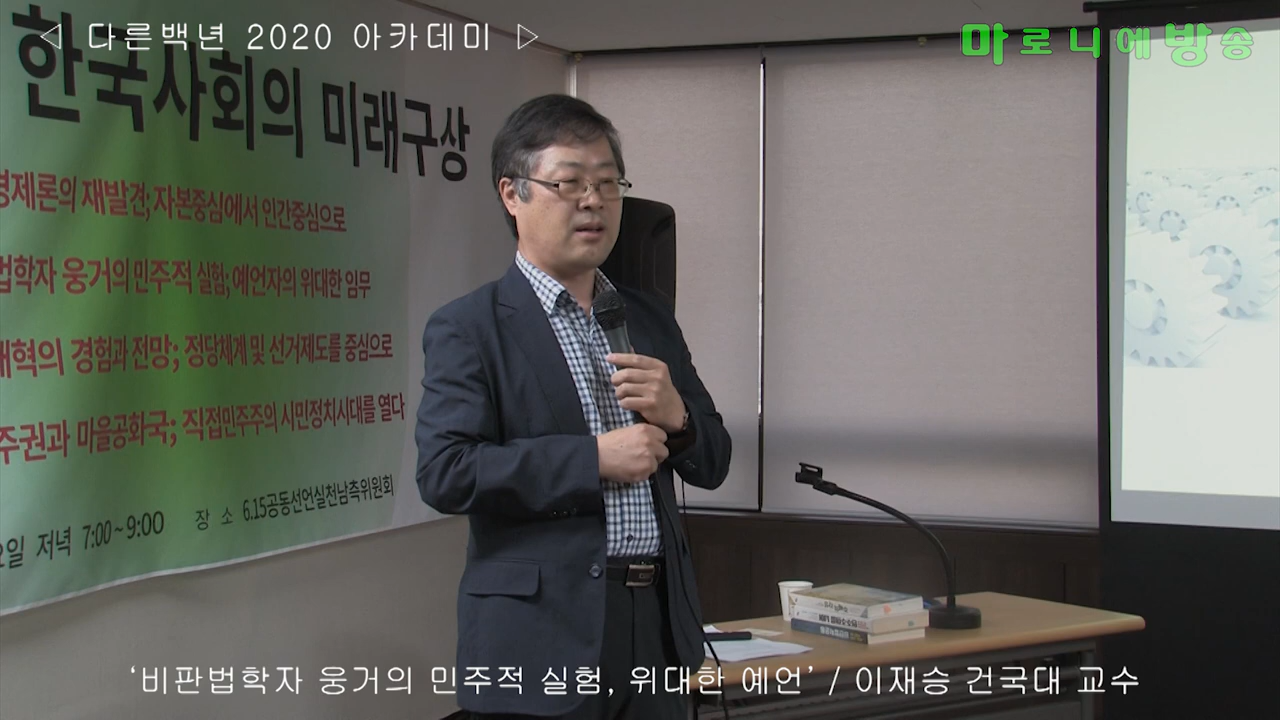 ◁ 다른백년 2020 아카데미 ▷
마로니에방송
한국사회의 미래구상
경제론의 재발견; 자본중심에서 인간중심으로
법학자 웅거의 민주적 실험; 예언자의 위대한 임무
개혁의 경험과 전망; 정당체계 및 선거제도를 중심으로
주권과 마을공화국; 직접민주주의 시민정치시대를 열다
요일 저녁 7:00~9:00 장 소 6.15공동선언실천남측위원회
‘비판법학자 웅거의 민주적 실험, 위대한 예언’ / 이재승 건국대 교수